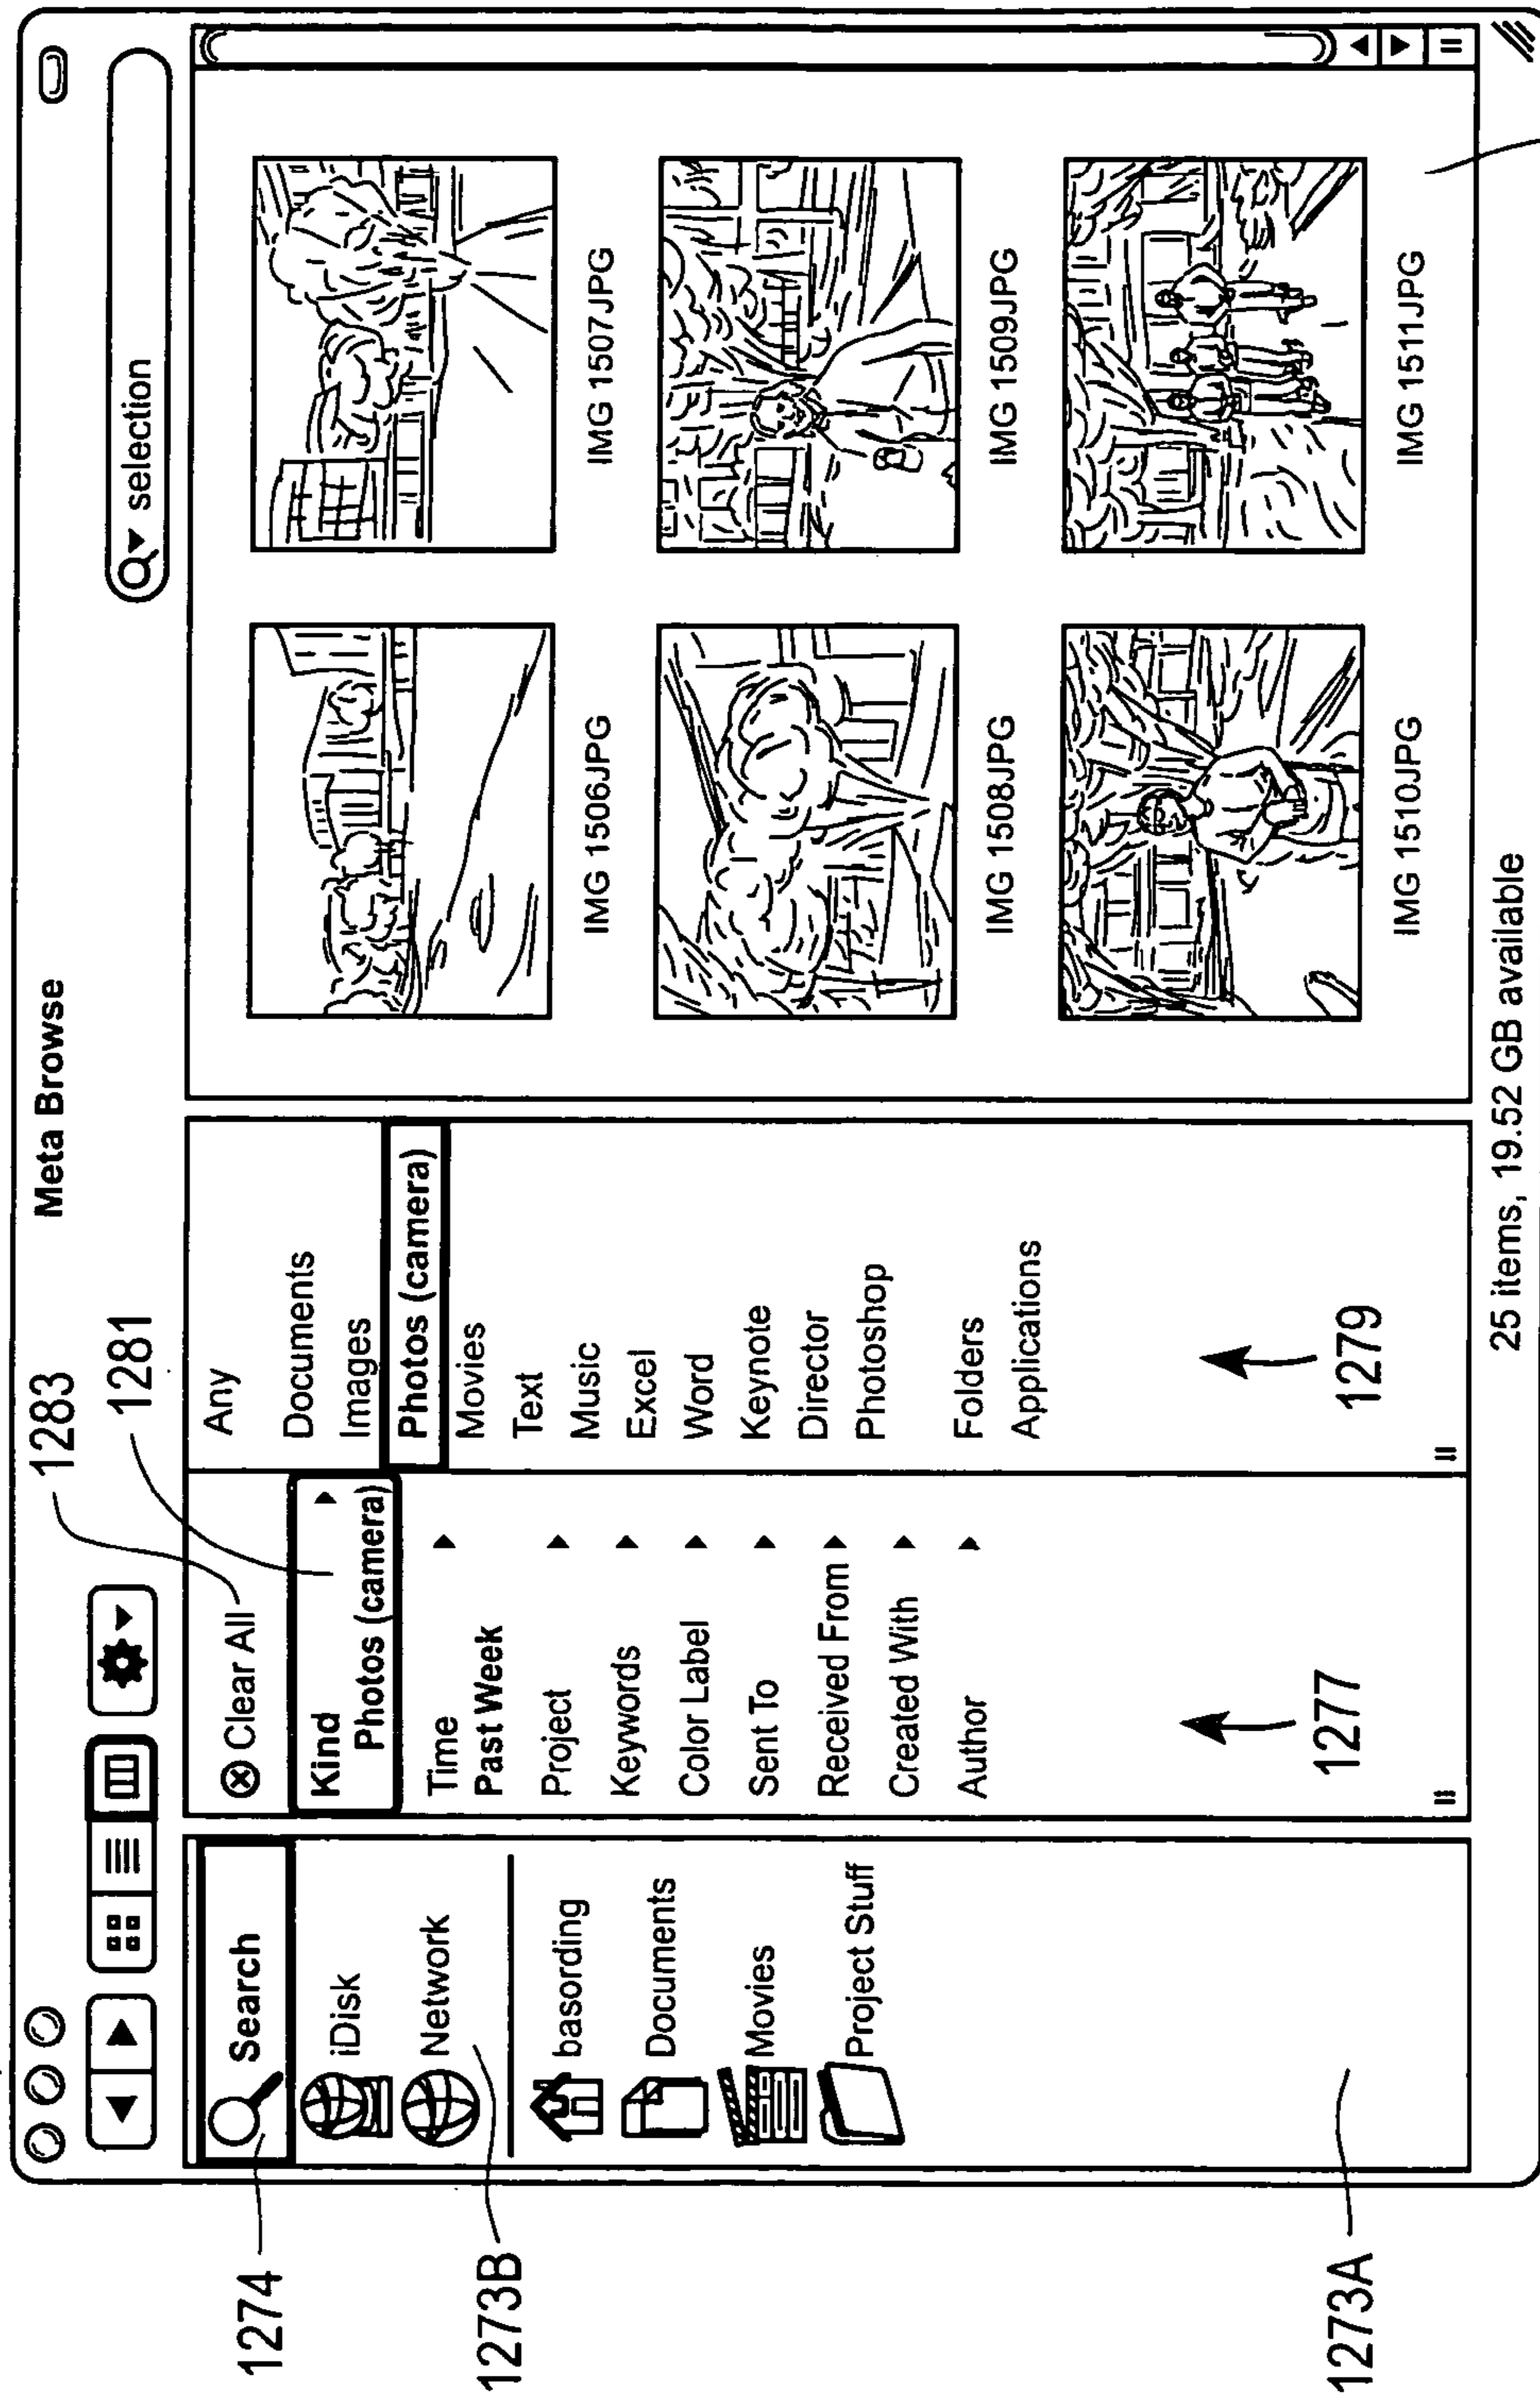 Meta Browse
selection
1283
1281
1274
1273B
1273A
Search
iDisk
Network
basording
Documents
Movies
Project Stuff
Clear All
Kind
Photos (camera)
Time
Past Week
Project
Keywords
Color Label
Sent To
Received From
Created With
Author
1277
Any
Documents
Images
Photos (camera)
Movies
Text
Music
Excel
Word
Keynote
Director
Photoshop
Folders
Applications
1279
IMG 1506JPG
IMG 1507JPG
IMG 1508JPG
IMG 1509JPG
IMG 1510JPG
IMG 1511JPG
25 items, 19.52 GB available